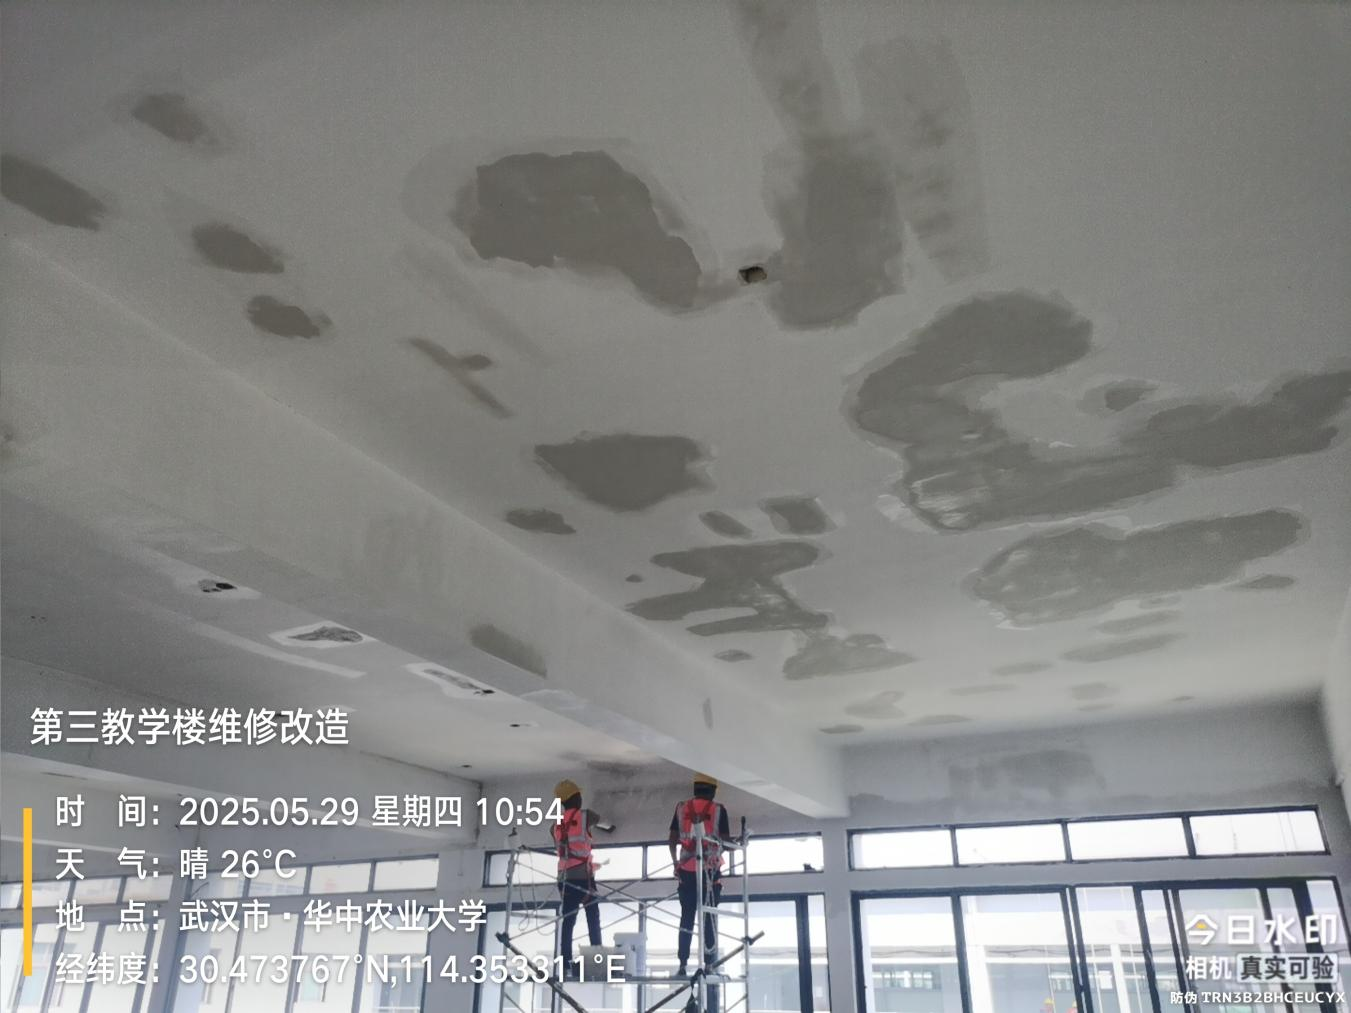 第三教学楼维修改造
时 间：2025.05.29 星期四 10:54
天 气：晴 26°C
地 点：武汉市·华中农业大学
经纬度：30.473767°N,114.353311°E
今日水印
相机 真实可验
防伪 TRN3B2BHCEUCYX